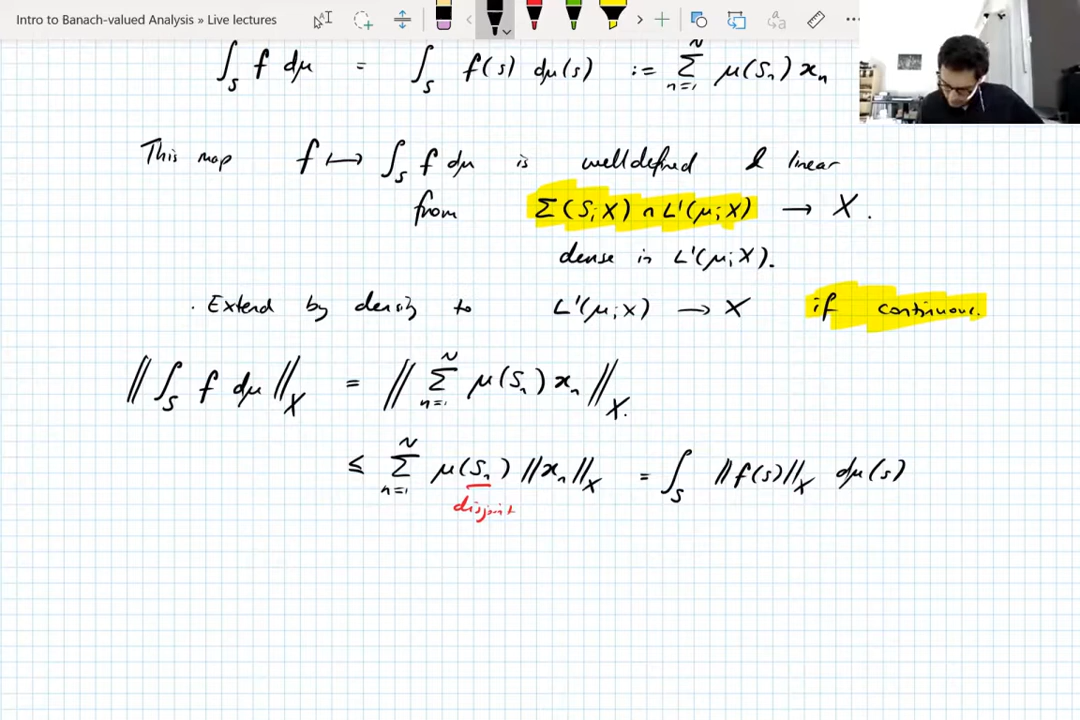 Intro to Banach-valued Analysis » Live lectures
∫_S f dμ = ∫_S f(s) dμ(s) := Σ_{n=1}^N μ(S_n) x_n
This map f ↦ ∫_S f dμ is welldefined & linear
from Σ(S;X) ∩ L¹(μ;X) → X.
dense in L¹(μ;X).
· Extend by density to L¹(μ;X) → X if continuous.
‖∫_S f dμ‖_X = ‖Σ_{n=1}^N μ(S_n) x_n‖_X.
≤ Σ_{n=1}^N μ(S_n) ‖x_n‖_X = ∫_S ‖f(s)‖_X dμ(s)
disjoint